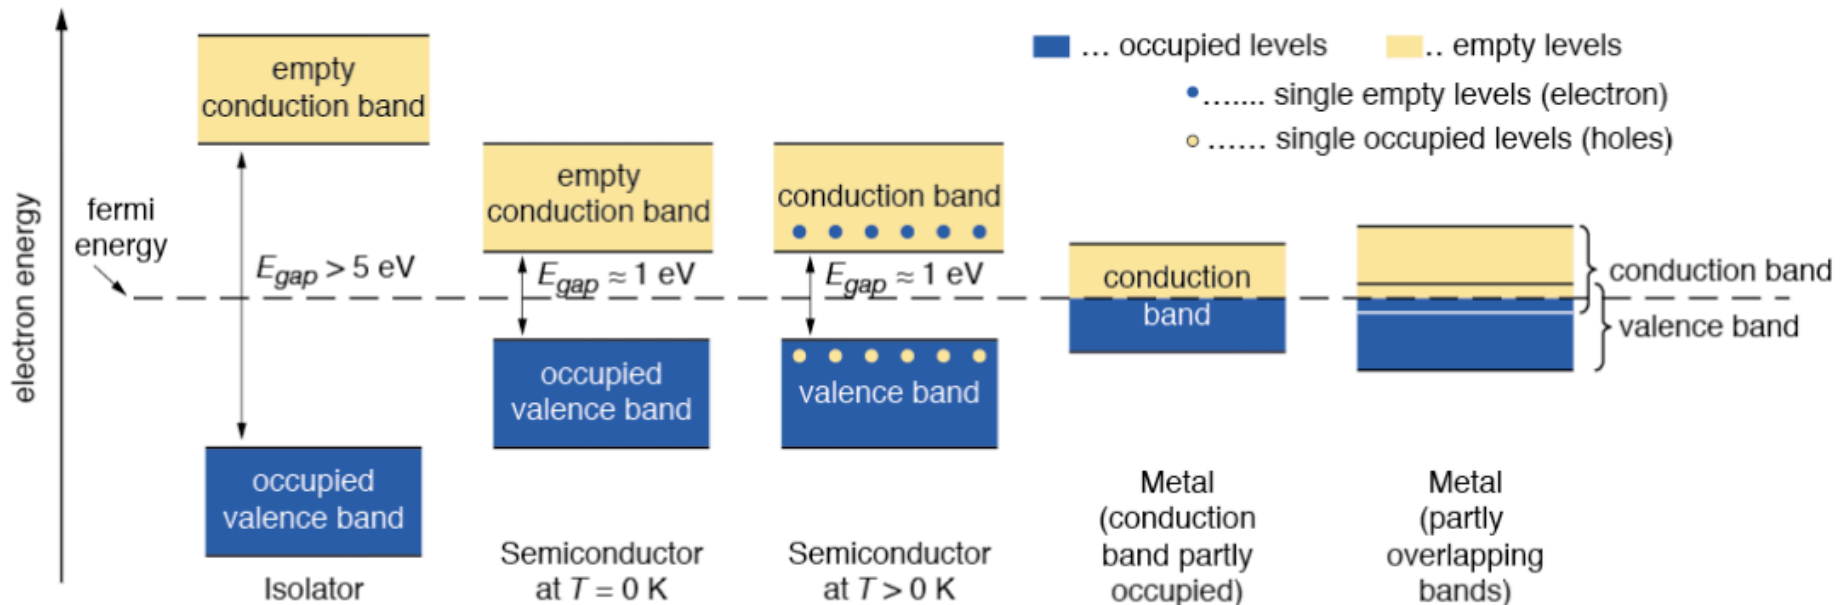 electron energy
fermi
energy
empty
conduction band
E_gap > 5 eV
occupied
valence band
Isolator
empty
conduction band
E_gap ≈ 1 eV
occupied
valence band
Semiconductor
at T = 0 K
conduction band
E_gap ≈ 1 eV
valence band
Semiconductor
at T > 0 K
... occupied levels
.. empty levels
....... single empty levels (electron)
...... single occupied levels (holes)
conduction
band
Metal
(conduction
band partly
occupied)
conduction band
valence band
Metal
(partly
overlapping
bands)